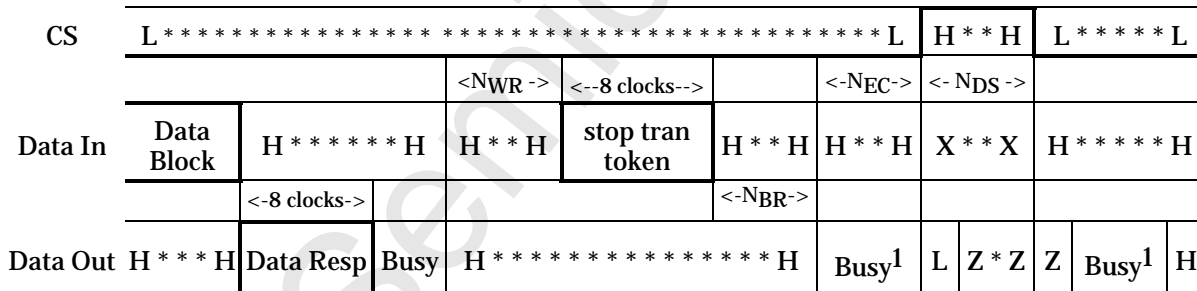 CS L * * * * * * * * * * * * * * * * * * * * * * * * * * * * * * * * * * * * * * * * * * L H * * H L * * * * * L
<NWR -> <--8 clocks--> <-NEC-> <- NDS ->
Data In Data Block H * * * * * * H H * * H stop tran token H * * H H * * H X * * X H * * * * * H
<-8 clocks-> <-NBR->
Data Out H * * * H Data Resp Busy H * * * * * * * * * * * * * * * H Busy1 L Z * Z Z Busy1 H